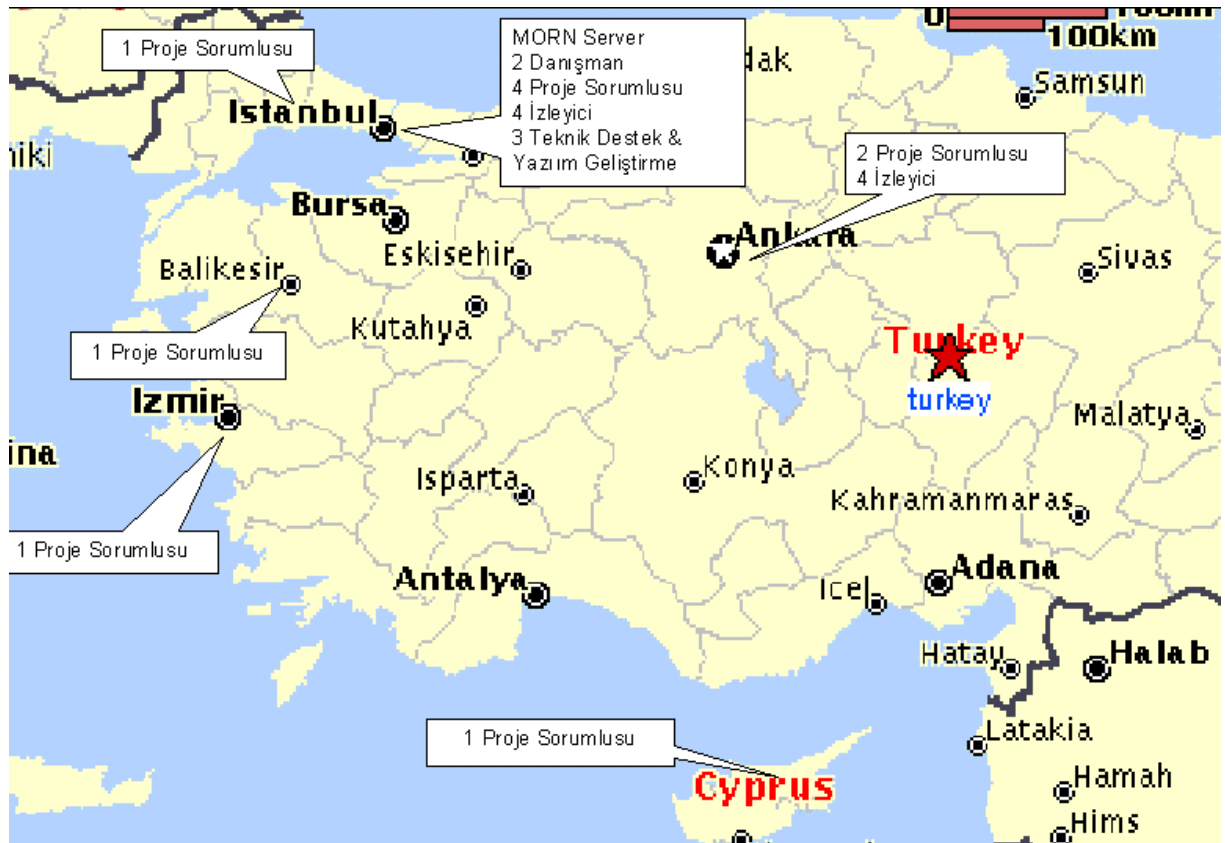 100km
0
100km
1 Proje Sorumlusu
MORN Server
2 Danışman
4 Proje Sorumlusu
4 İzleyici
3 Teknik Destek &
Yazım Geliştirme
dak
Samsun
Istanbul
niki
2 Proje Sorumlusu
4 İzleyici
Bursa
Ankara
Eskisehir
Sivas
Balikesir
Kutahya
1 Proje Sorumlusu
Turkey
turkey
Izmir
Malatya
ina
Isparta
Konya
Kahramanmaras
1 Proje Sorumlusu
Antalya
Adana
Icel
Hatay
Halab
1 Proje Sorumlusu
Latakia
Cyprus
Hamah
Hims